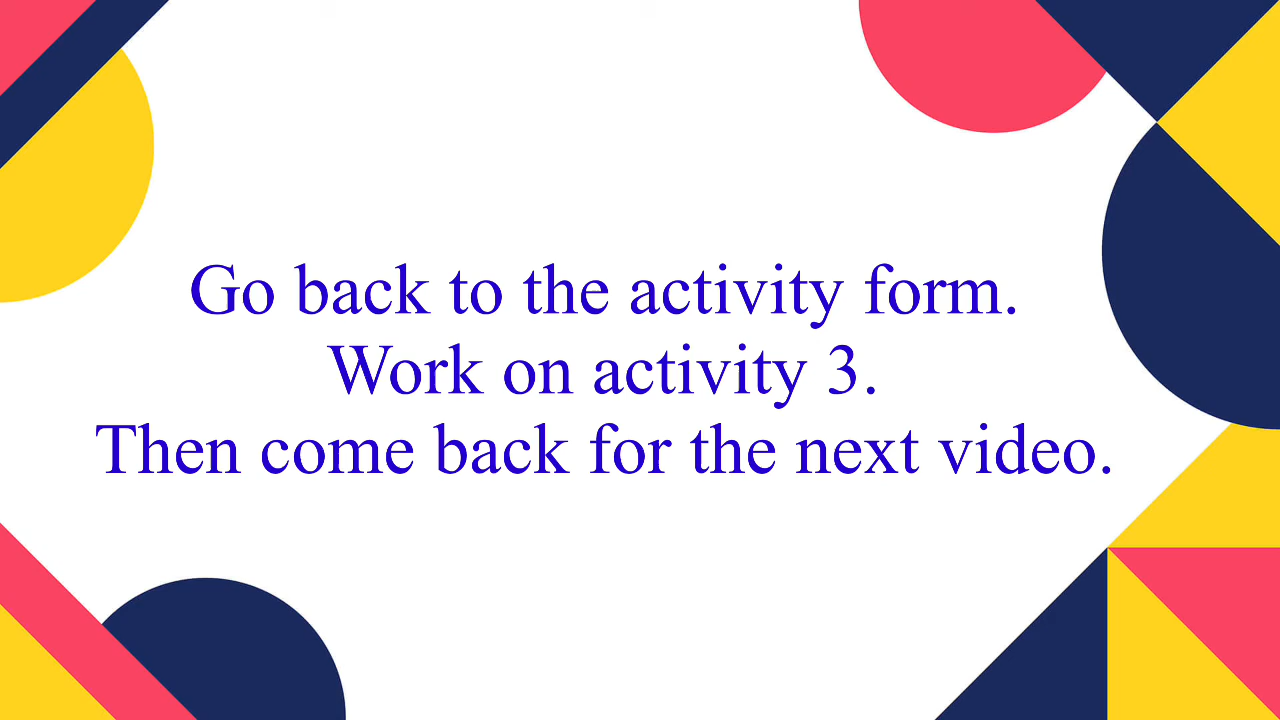 Go back to the activity form.
Work on activity 3.
Then come back for the next video.